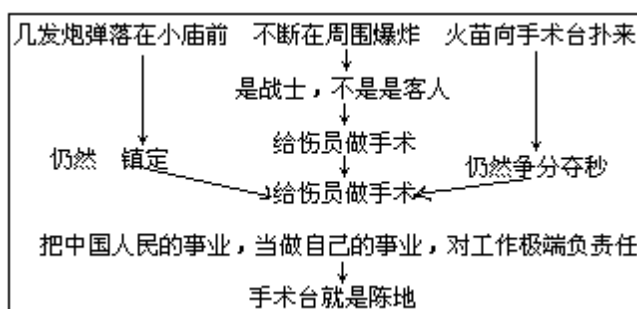 几发炮弹落在小庙前 不断在周围爆炸 火苗向手术台扑来
是战士，不是是客人
给伤员做手术
仍然 镇定 仍然争分夺秒
给伤员做手术
把中国人民的事业，当做自己的事业，对工作极端负责任
手术台就是陈地